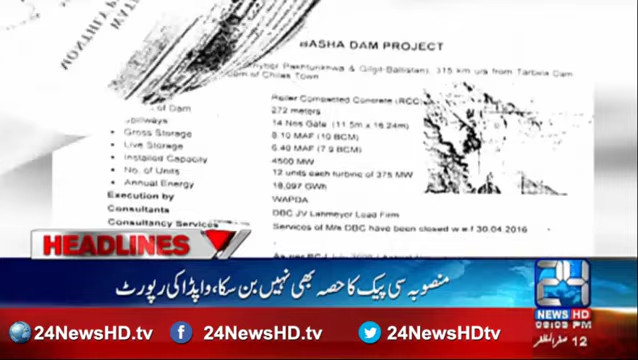 BASHA DAM PROJECT
Pakhtunkhwa & Gilgit-Baltistan, 315 km u/s from Tarbela Dam
of Chilas Town
of Dam
Roller Compacted Concrete (RCC)
272 meters
Spillways
14 Nos Gate (11.5m x 16.24m)
• Gross Storage
8.10 MAF (10 BCM)
• Live Storage
6.40 MAF (7.9 BCM)
• Installed Capacity
4500 MW
• No. of Units
12 units each turbine of 375 MW
• Annual Energy
18,097 GWh
Execution by
WAPDA
Consultants
DBC JV Lahmeyer Lead Firm
Consultancy Services
Services of M/s DBC have been closed w.e.f 30.04.2016
HEADLINES
منصوبہ سی پیک کا حصہ بھی نہیں بن سکا، واپڈا کی رپورٹ
24
NEWS HD
PM
24NewsHD.tv
24NewsHD.tv
24NewsHDtv
12 صفر المظفر